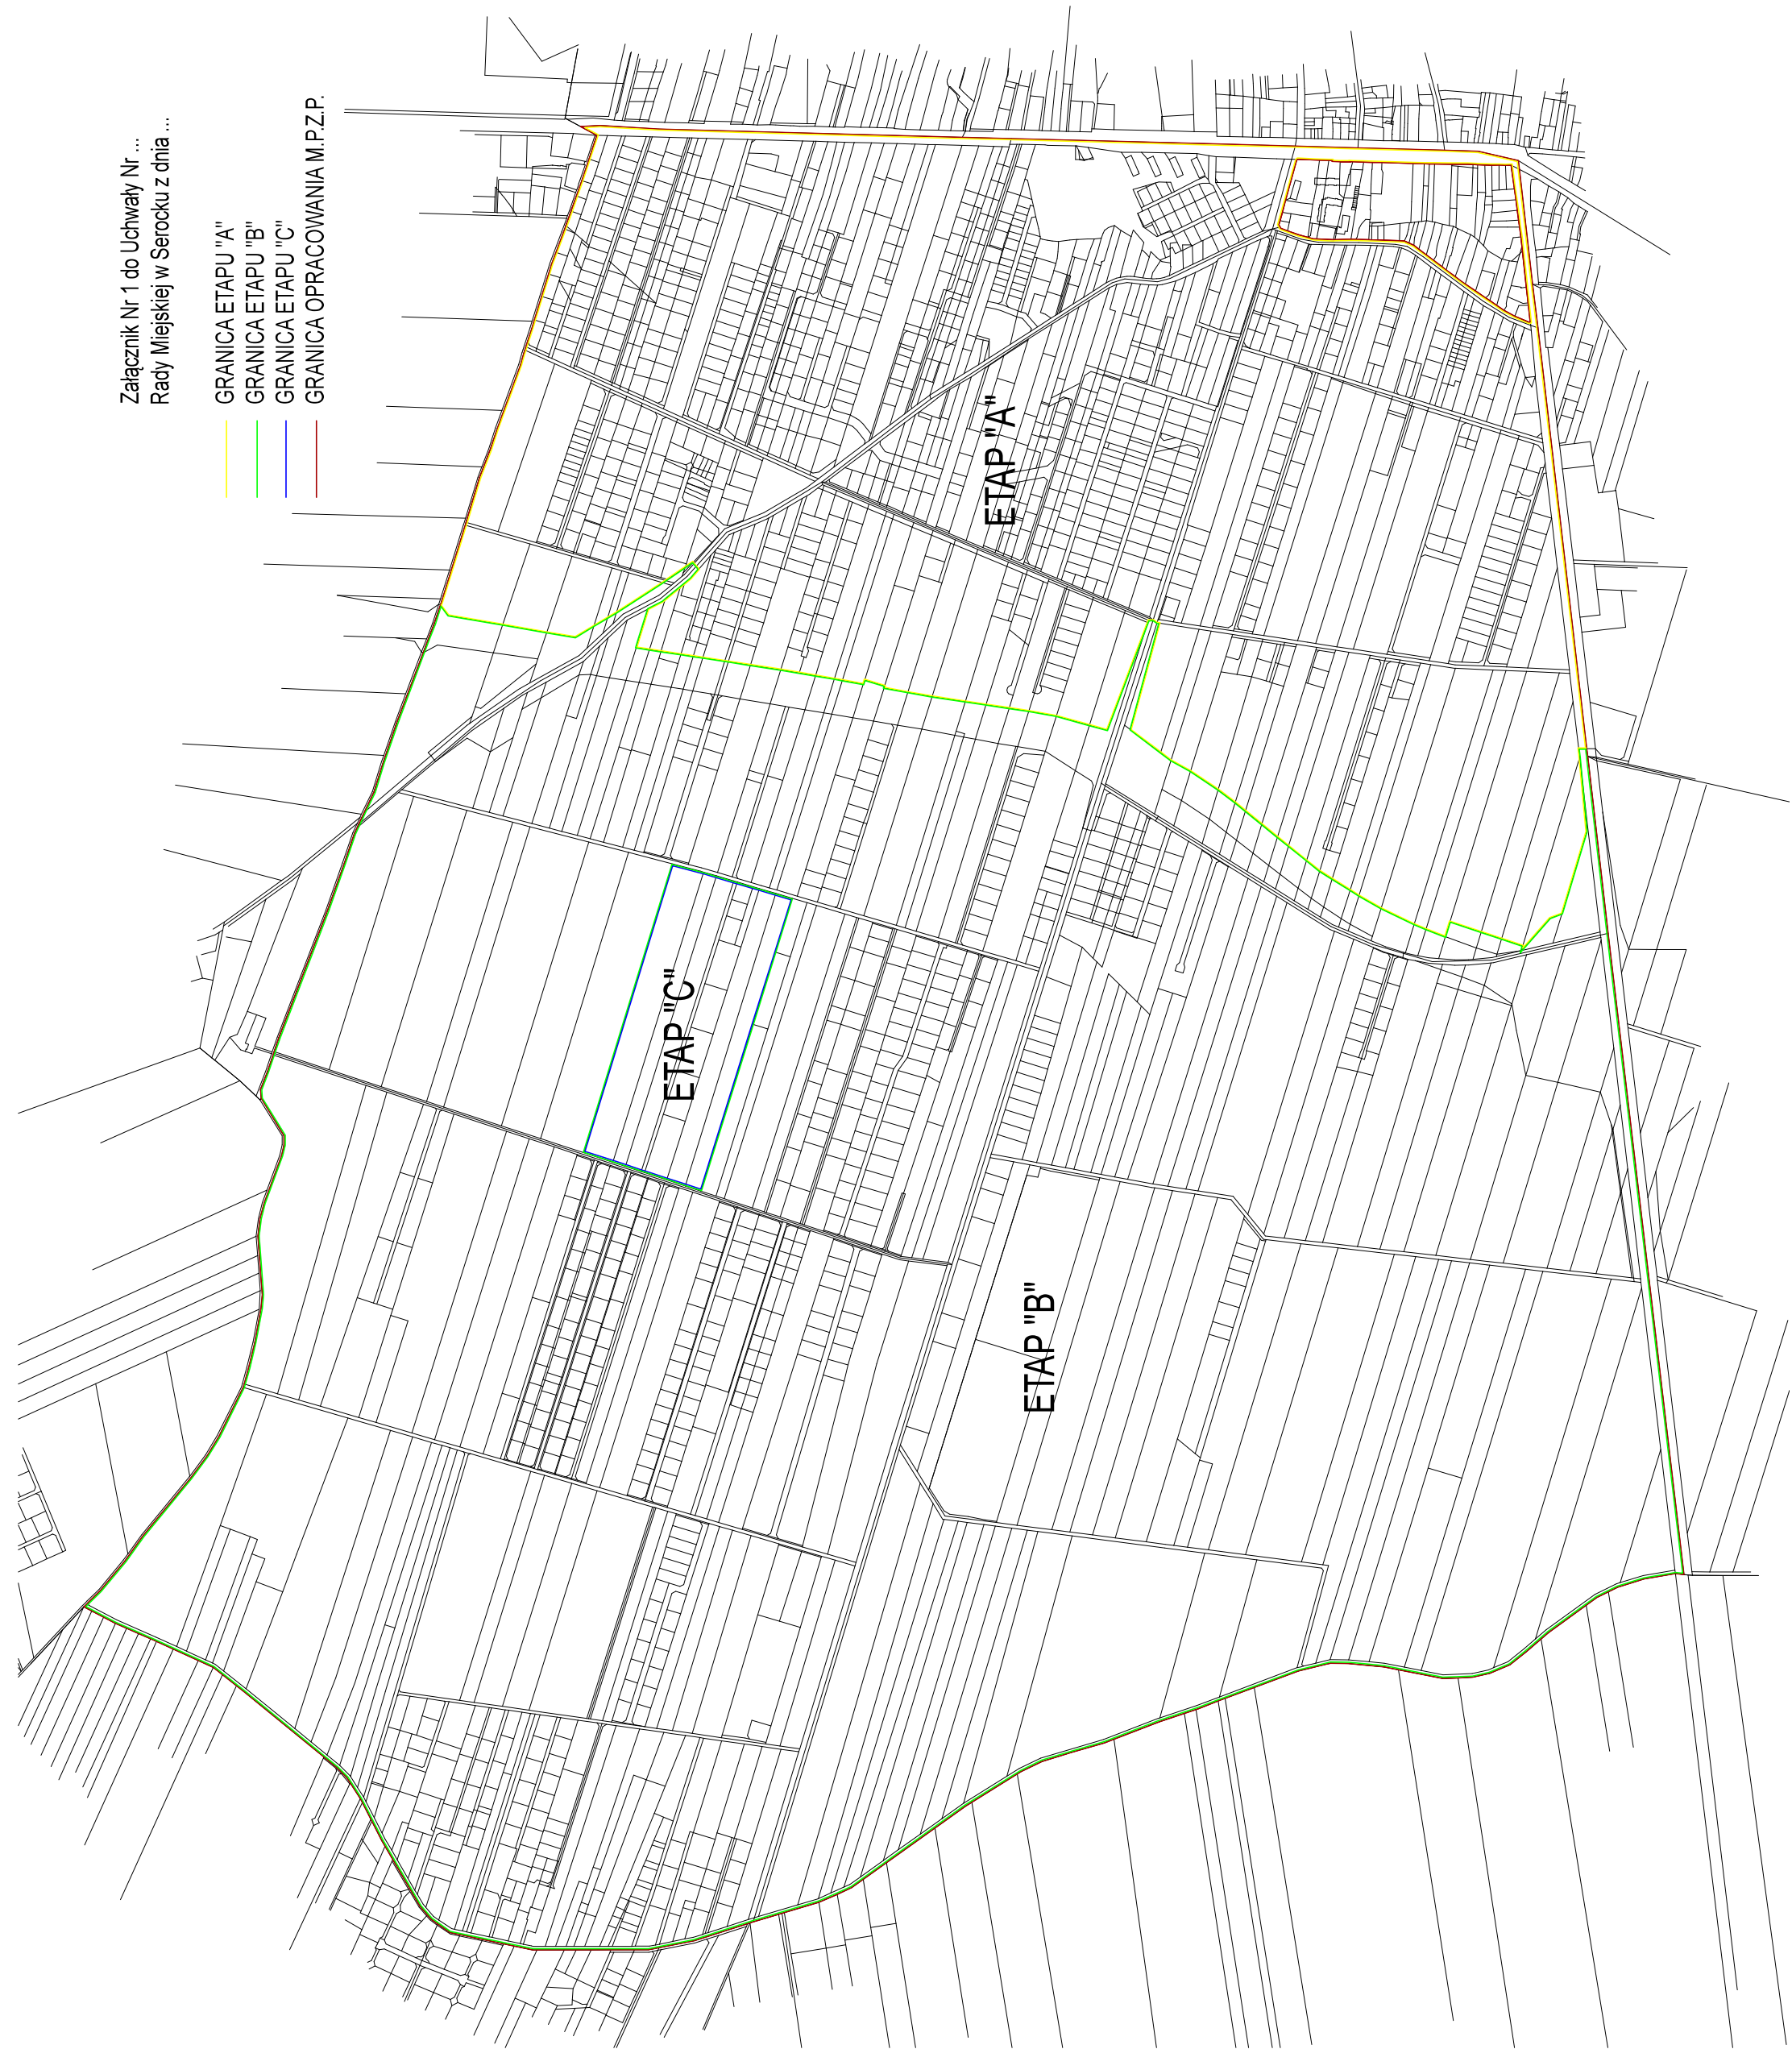 Załącznik Nr 1 do Uchwały Nr ...
Rady Miejskiej w Serocku z dnia ...
GRANICA ETAPU "A"
GRANICA ETAPU "B"
GRANICA ETAPU "C"
GRANICA OPRACOWANIA M.P.Z.P.
ETAP "A"
ETAP "C"
ETAP "B"